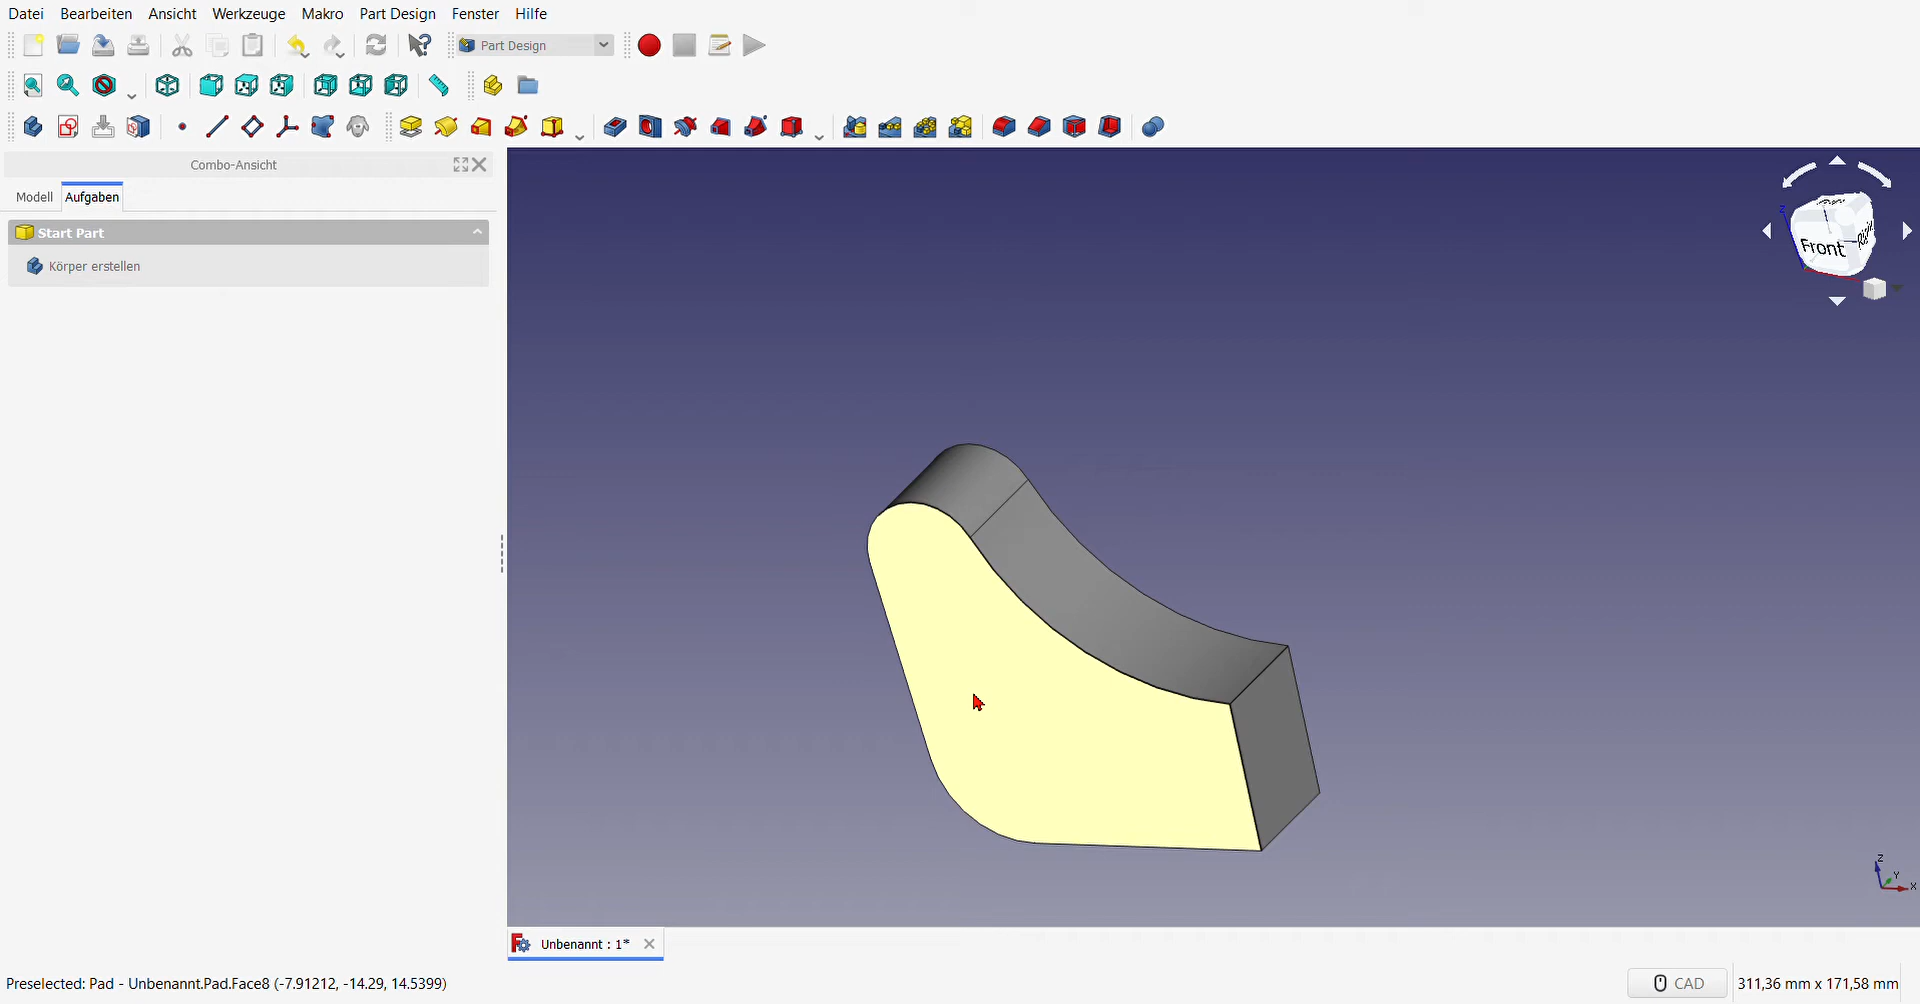 Datei Bearbeiten Ansicht Werkzeuge Makro Part Design Fenster Hilfe
Part Design
Combo-Ansicht
Modell Aufgaben
Start Part
Körper erstellen
Front
Right
Z
Z
Y
X
Unbenannt : 1*
Preselected: Pad - Unbenannt.Pad.Face8 (-7.91212, -14.29, 14.5399)
CAD
311,36 mm x 171,58 mm